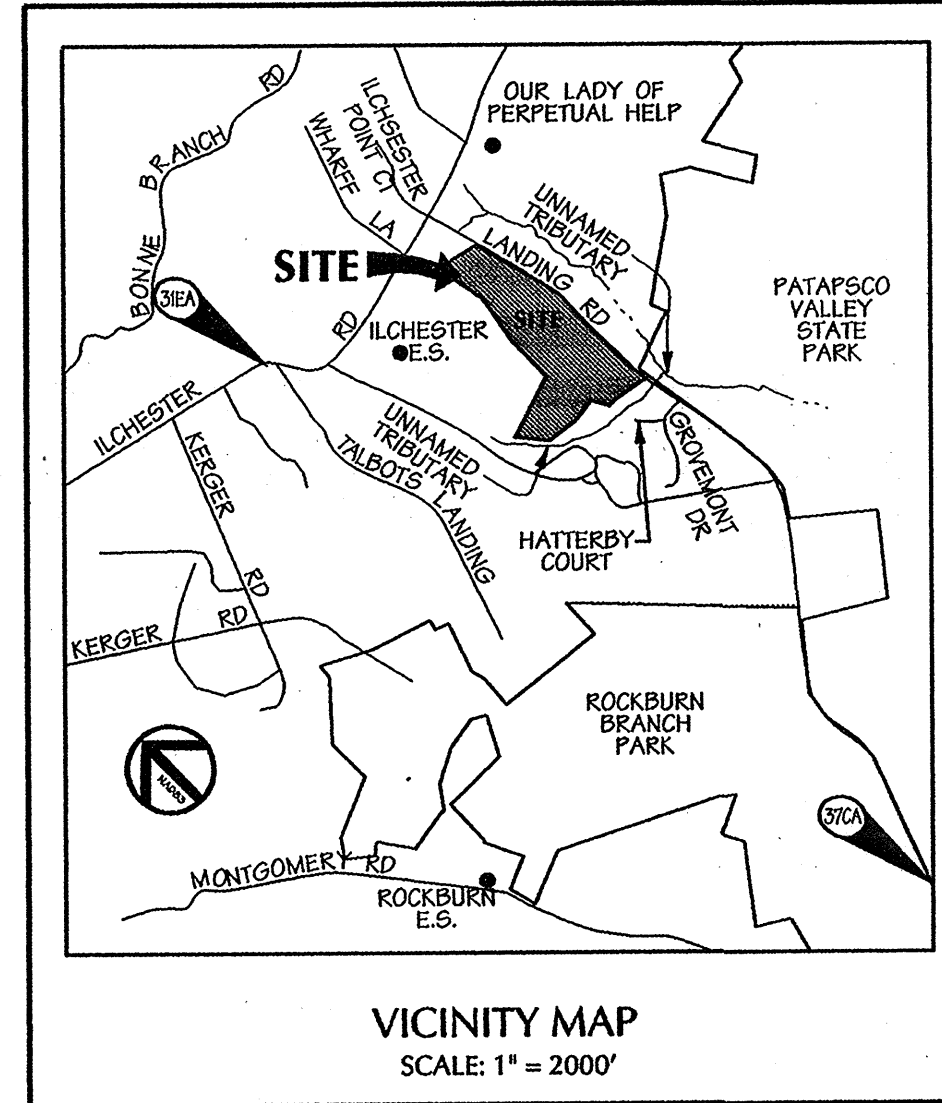 OUR LADY OF
PERPETUAL HELP
BONNE BRANCH RD
ILCHSESTER
POINT CT
WHARFF LA
UNNAMED
TRIBUTARY
LANDING RD
SITE
SITE
31EA
RD
ILCHESTER
E.S.
PATAPSCO
VALLEY
STATE
PARK
ILCHESTER
KERGER RD
UNNAMED
TRIBUTARY
TALBOTS LANDING
GROVEMONT
DR
HATTERBY
COURT
KERGER RD
ROCKBURN
BRANCH
PARK
NAD83
37CA
MONTGOMERY RD
ROCKBURN
E.S.
VICINITY MAP
SCALE: 1" = 2000'